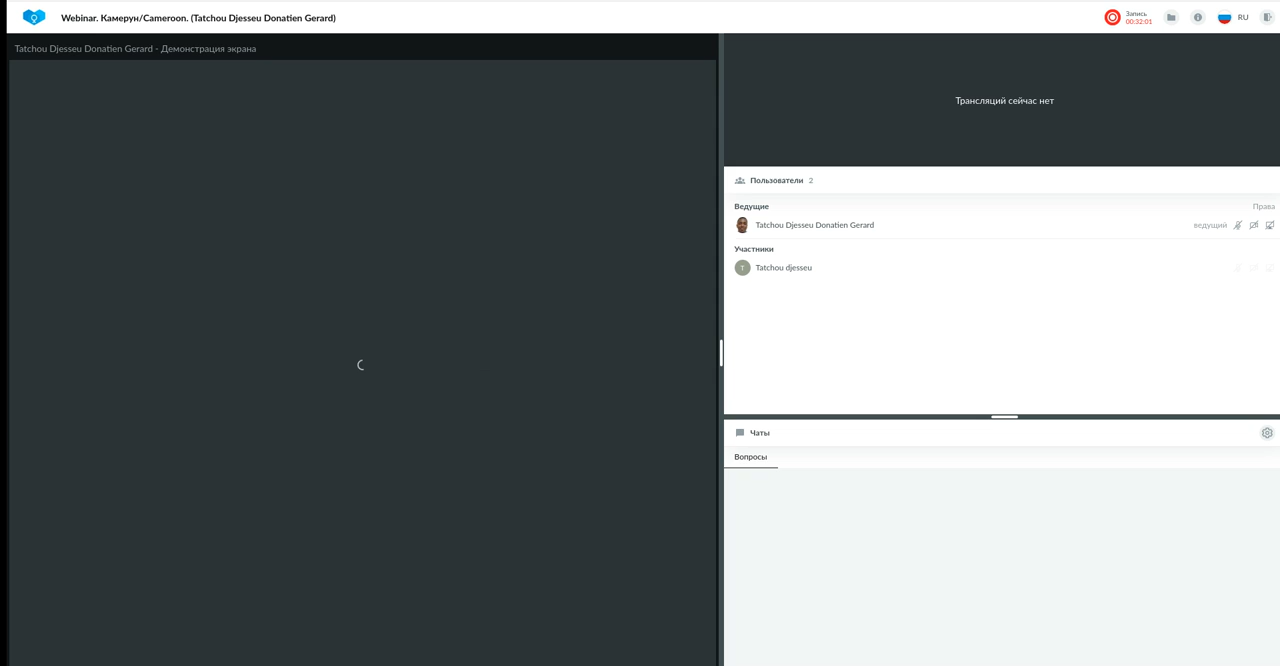 Webinar. Камерун/Cameroon. (Tatchou Djesseu Donatien Gerard)
Запись
00:32:01
RU
Tatchou Djesseu Donatien Gerard - Демонстрация экрана
Трансляций сейчас нет
Пользователи 2
Ведущие Права
Tatchou Djesseu Donatien Gerard ведущий
Участники
T Tatchou djesseu
Чаты
Вопросы